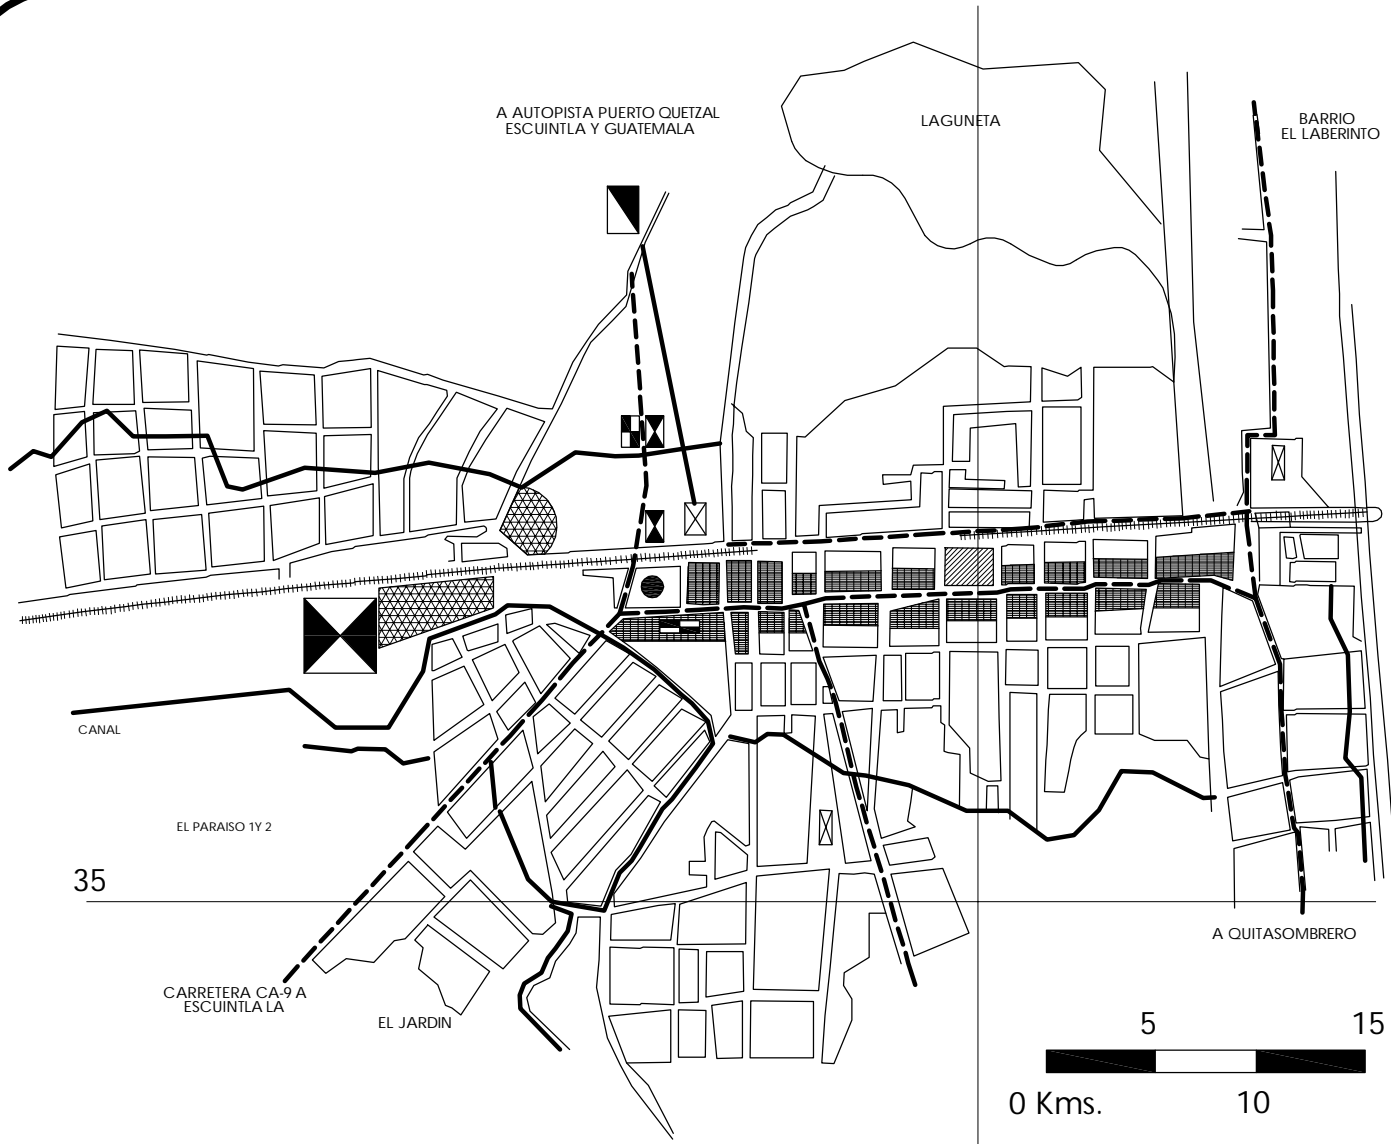 A AUTOPISTA PUERTO QUETZAL
ESCUINTLA Y GUATEMALA
LAGUNETA
BARRIO
EL LABERINTO
CANAL
EL PARAISO 1Y 2
35
A QUITASOMBRERO
CARRETERA CA-9 A
ESCUINTLA LA
EL JARDIN
5 15
0 Kms. 10